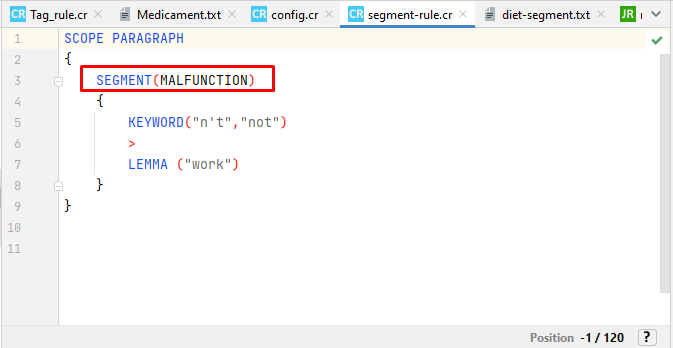 CR Tag_rule.cr × Medicament.txt × CR config.cr × CR segment-rule.cr × diet-segment.txt × JR
1 SCOPE PARAGRAPH
2 {
3 SEGMENT(MALFUNCTION)
4 {
5 KEYWORD("n't","not")
6 >
7 LEMMA ("work")
8 }
9 }
10
11
Position -1 / 120 ?